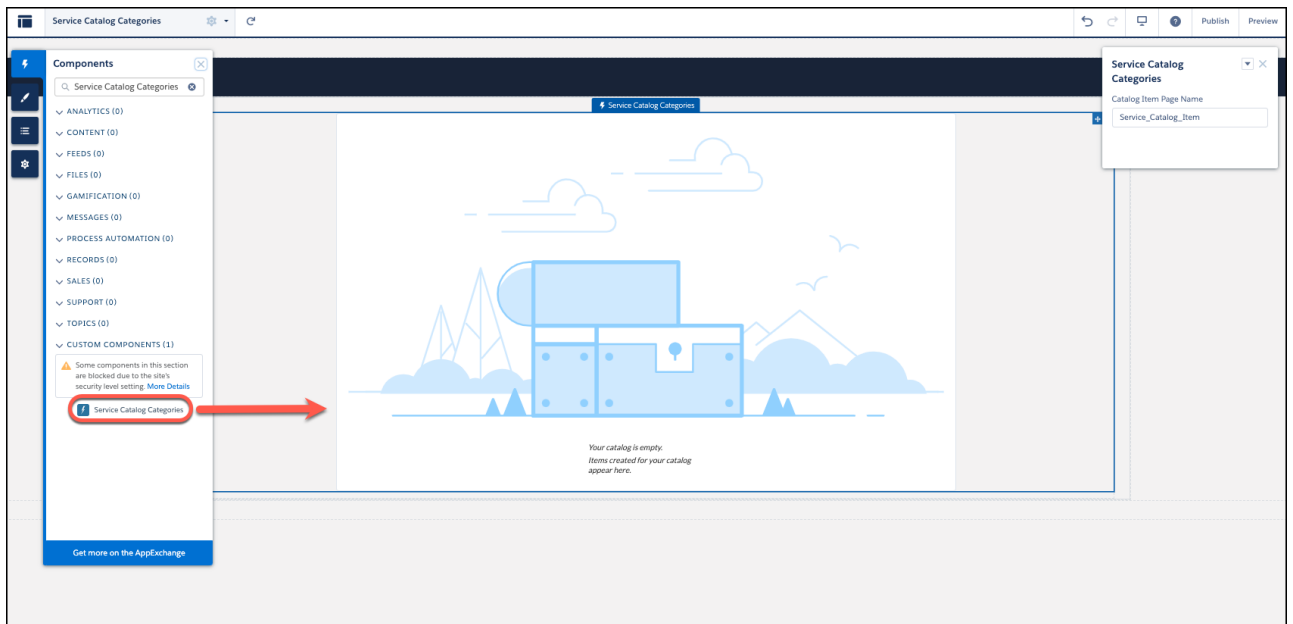 Service Catalog Categories
Publish
Preview
Components
Service Catalog Categories
ANALYTICS (0)
CONTENT (0)
FEEDS (0)
FILES (0)
GAMIFICATION (0)
MESSAGES (0)
PROCESS AUTOMATION (0)
RECORDS (0)
SALES (0)
SUPPORT (0)
TOPICS (0)
CUSTOM COMPONENTS (1)
Some components in this section
are blocked due to the site's
security level setting. More Details
Service Catalog Categories
Get more on the AppExchange
Service Catalog Categories
Your catalog is empty.
Items created for your catalog
appear here.
Service Catalog
Categories
Catalog Item Page Name
Service_Catalog_Item